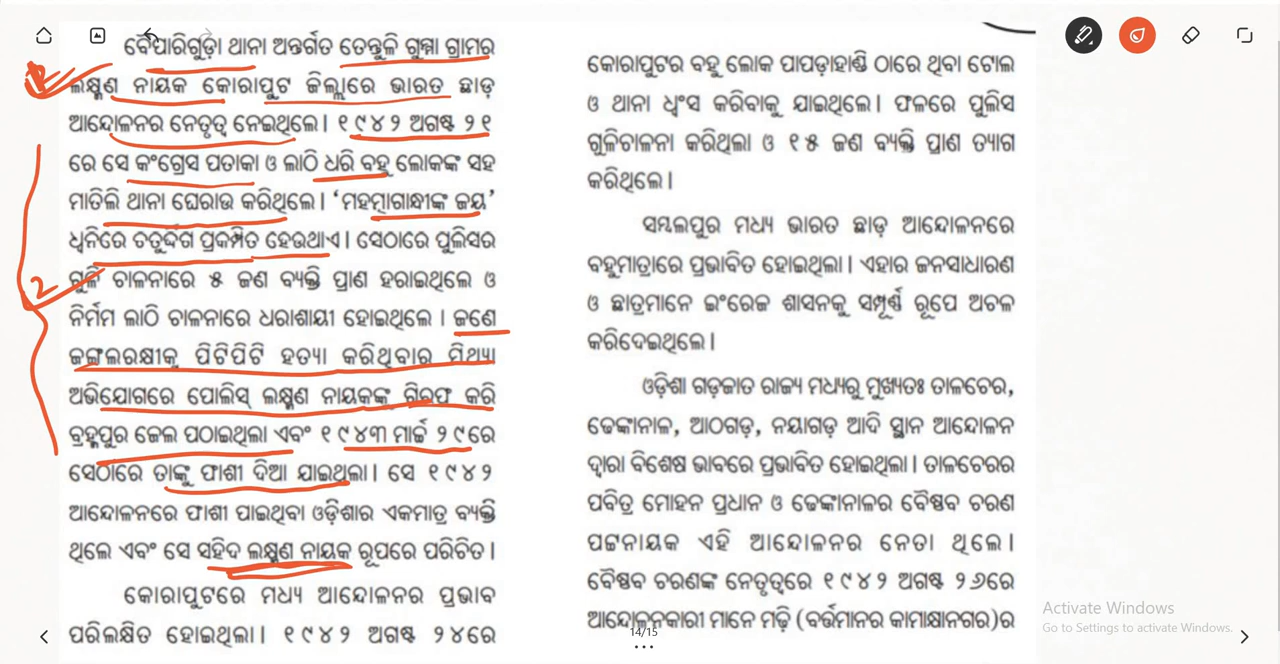 ବୈପାରିଗୁଡ଼ା ଥାନା ଅନ୍ତର୍ଗତ ତେନ୍ତୁଳି ଗୁମ୍ମା ଗ୍ରାମର
ଲକ୍ଷ୍ମଣ ନାୟକ କୋରାପୁଟ ଜିଲ୍ଲାରେ ଭାରତ ଛାଡ଼
ଆନ୍ଦୋଳନର ନେତୃତ୍ୱ ନେଇଥିଲେ। ୧୯୪୨ ଅଗଷ୍ଟ ୨୧
ରେ ସେ କଂଗ୍ରେସ ପତାକା ଓ ଲାଠି ଧରି ବହୁ ଲୋକଙ୍କ ସହ
ମାତିଲି ଥାନା ଘେରାଉ କରିଥିଲେ। ‘ମହାତ୍ମାଗାନ୍ଧୀଙ୍କ ଜୟ’
ଧ୍ୱନିରେ ଚତୁର୍ଦ୍ଦିଗ ପ୍ରକମ୍ପିତ ହେଉଥାଏ। ସେଠାରେ ପୁଲିସର
ଗୁଳି ଚାଳନାରେ ୫ ଜଣ ବ୍ୟକ୍ତି ପ୍ରାଣ ହରାଇଥିଲେ ଓ
ନିର୍ମମ ଲାଠି ଚାଳନାରେ ଧରାଶାୟୀ ହୋଇଥିଲେ। ଜଣେ
ଜଙ୍ଗଲରକ୍ଷୀକୁ ପିଟିପିଟି ହତ୍ୟା କରିଥିବାର ମିଥ୍ୟା
ଅଭିଯୋଗରେ ପୋଲିସ୍ ଲକ୍ଷ୍ମଣ ନାୟକଙ୍କୁ ଗିରଫ କରି
ବ୍ରହ୍ମପୁର ଜେଲ ପଠାଇଥିଲା ଏବଂ ୧୯୪୩ ମାର୍ଚ୍ଚ ୨୯ରେ
ସେଠାରେ ତାଙ୍କୁ ଫାଶୀ ଦିଆ ଯାଇଥିଲା। ସେ ୧୯୪୨
ଆନ୍ଦୋଳନରେ ଫାଶୀ ପାଇଥିବା ଓଡ଼ିଶାର ଏକମାତ୍ର ବ୍ୟକ୍ତି
ଥିଲେ ଏବଂ ସେ ସହିଦ ଲକ୍ଷ୍ମଣ ନାୟକ ରୂପରେ ପରିଚିତ।
କୋରାପୁଟରେ ମଧ୍ୟ ଆନ୍ଦୋଳନର ପ୍ରଭାବ
ପରିଲକ୍ଷିତ ହୋଇଥିଲା। ୧୯୪୨ ଅଗଷ୍ଟ ୨୪ରେ
2
କୋରାପୁଟର ବହୁ ଲୋକ ପାପଡ଼ାହାଣ୍ଡି ଠାରେ ଥିବା ଟୋଲ
ଓ ଥାନା ଧ୍ୱଂସ କରିବାକୁ ଯାଇଥିଲେ। ଫଳରେ ପୁଲିସ
ଗୁଳିଚାଳନା କରିଥିଲା ଓ ୧୫ ଜଣ ବ୍ୟକ୍ତି ପ୍ରାଣ ତ୍ୟାଗ
କରିଥିଲେ।
ସମ୍ବଲପୁର ମଧ୍ୟ ଭାରତ ଛାଡ଼ ଆନ୍ଦୋଳନରେ
ବହୁମାତ୍ରାରେ ପ୍ରଭାବିତ ହୋଇଥିଲା। ଏହାର ଜନସାଧାରଣ
ଓ ଛାତ୍ରମାନେ ଇଂରେଜ ଶାସନକୁ ସମ୍ପୂର୍ଣ୍ଣ ରୂପେ ଅଚଳ
କରିଦେଇଥିଲେ।
ଓଡ଼ିଶା ଗଡ଼ଜାତ ରାଜ୍ୟ ମଧ୍ୟରୁ ମୁଖ୍ୟତଃ ତାଳଚେର,
ଢେଙ୍କାନାଳ, ଆଠଗଡ଼, ନୟାଗଡ଼ ଆଦି ସ୍ଥାନ ଆନ୍ଦୋଳନ
ଦ୍ୱାରା ବିଶେଷ ଭାବରେ ପ୍ରଭାବିତ ହୋଇଥିଲା। ତାଳଚେରର
ପବିତ୍ର ମୋହନ ପ୍ରଧାନ ଓ ଢେଙ୍କାନାଳର ବୈଷ୍ଣବ ଚରଣ
ପଟ୍ଟନାୟକ ଏହି ଆନ୍ଦୋଳନର ନେତା ଥିଲେ।
ବୈଷ୍ଣବ ଚରଣଙ୍କ ନେତୃତ୍ୱରେ ୧୯୪୨ ଅଗଷ୍ଟ ୨୬ରେ
ଆନ୍ଦୋଳନକାରୀ ମାନେ ମଢ଼ି (ବର୍ତ୍ତମାନର କାମାକ୍ଷାନଗର)ର
14/15
Activate Windows
Go to Settings to activate Windows.